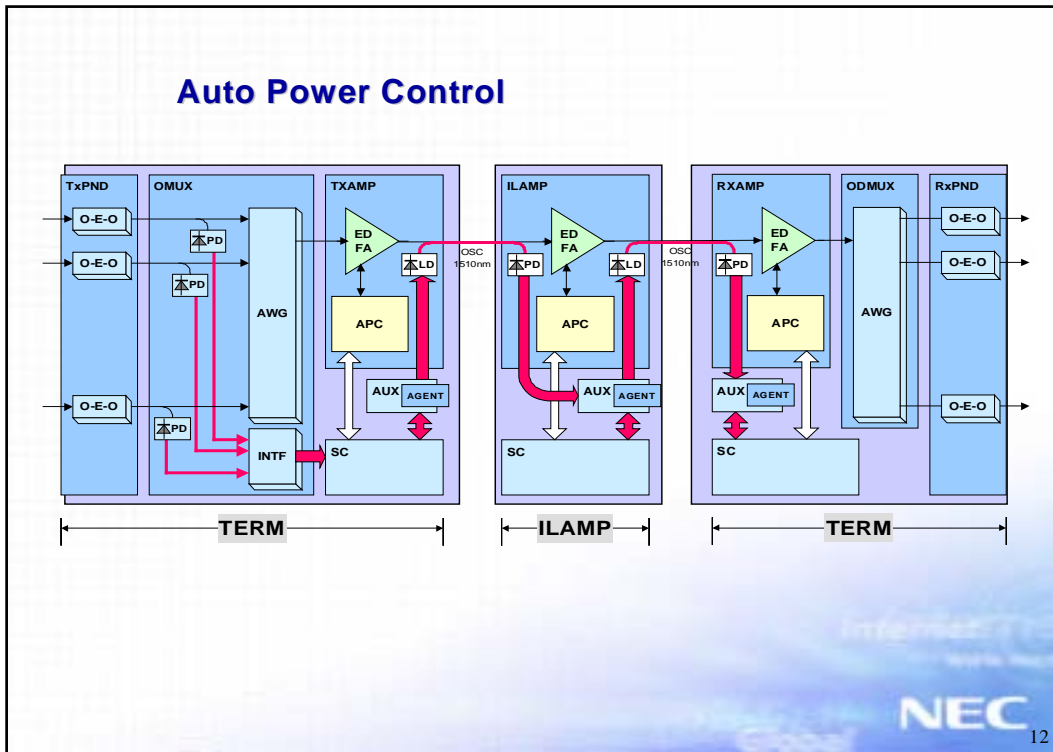 Auto Power Control
TxPND
OMUX
TXAMP
ILAMP
RXAMP
ODMUX
RxPND
O-E-O
PD
O-E-O
PD
O-E-O
PD
AWG
INTF
ED
FA
LD
APC
AUX
AGENT
SC
OSC
1510nm
PD
ED
FA
LD
APC
AUX
AGENT
SC
OSC
1510nm
PD
ED
FA
APC
AUX
AGENT
SC
AWG
O-E-O
O-E-O
O-E-O
TERM
ILAMP
TERM
Internet
Global
NEC
12